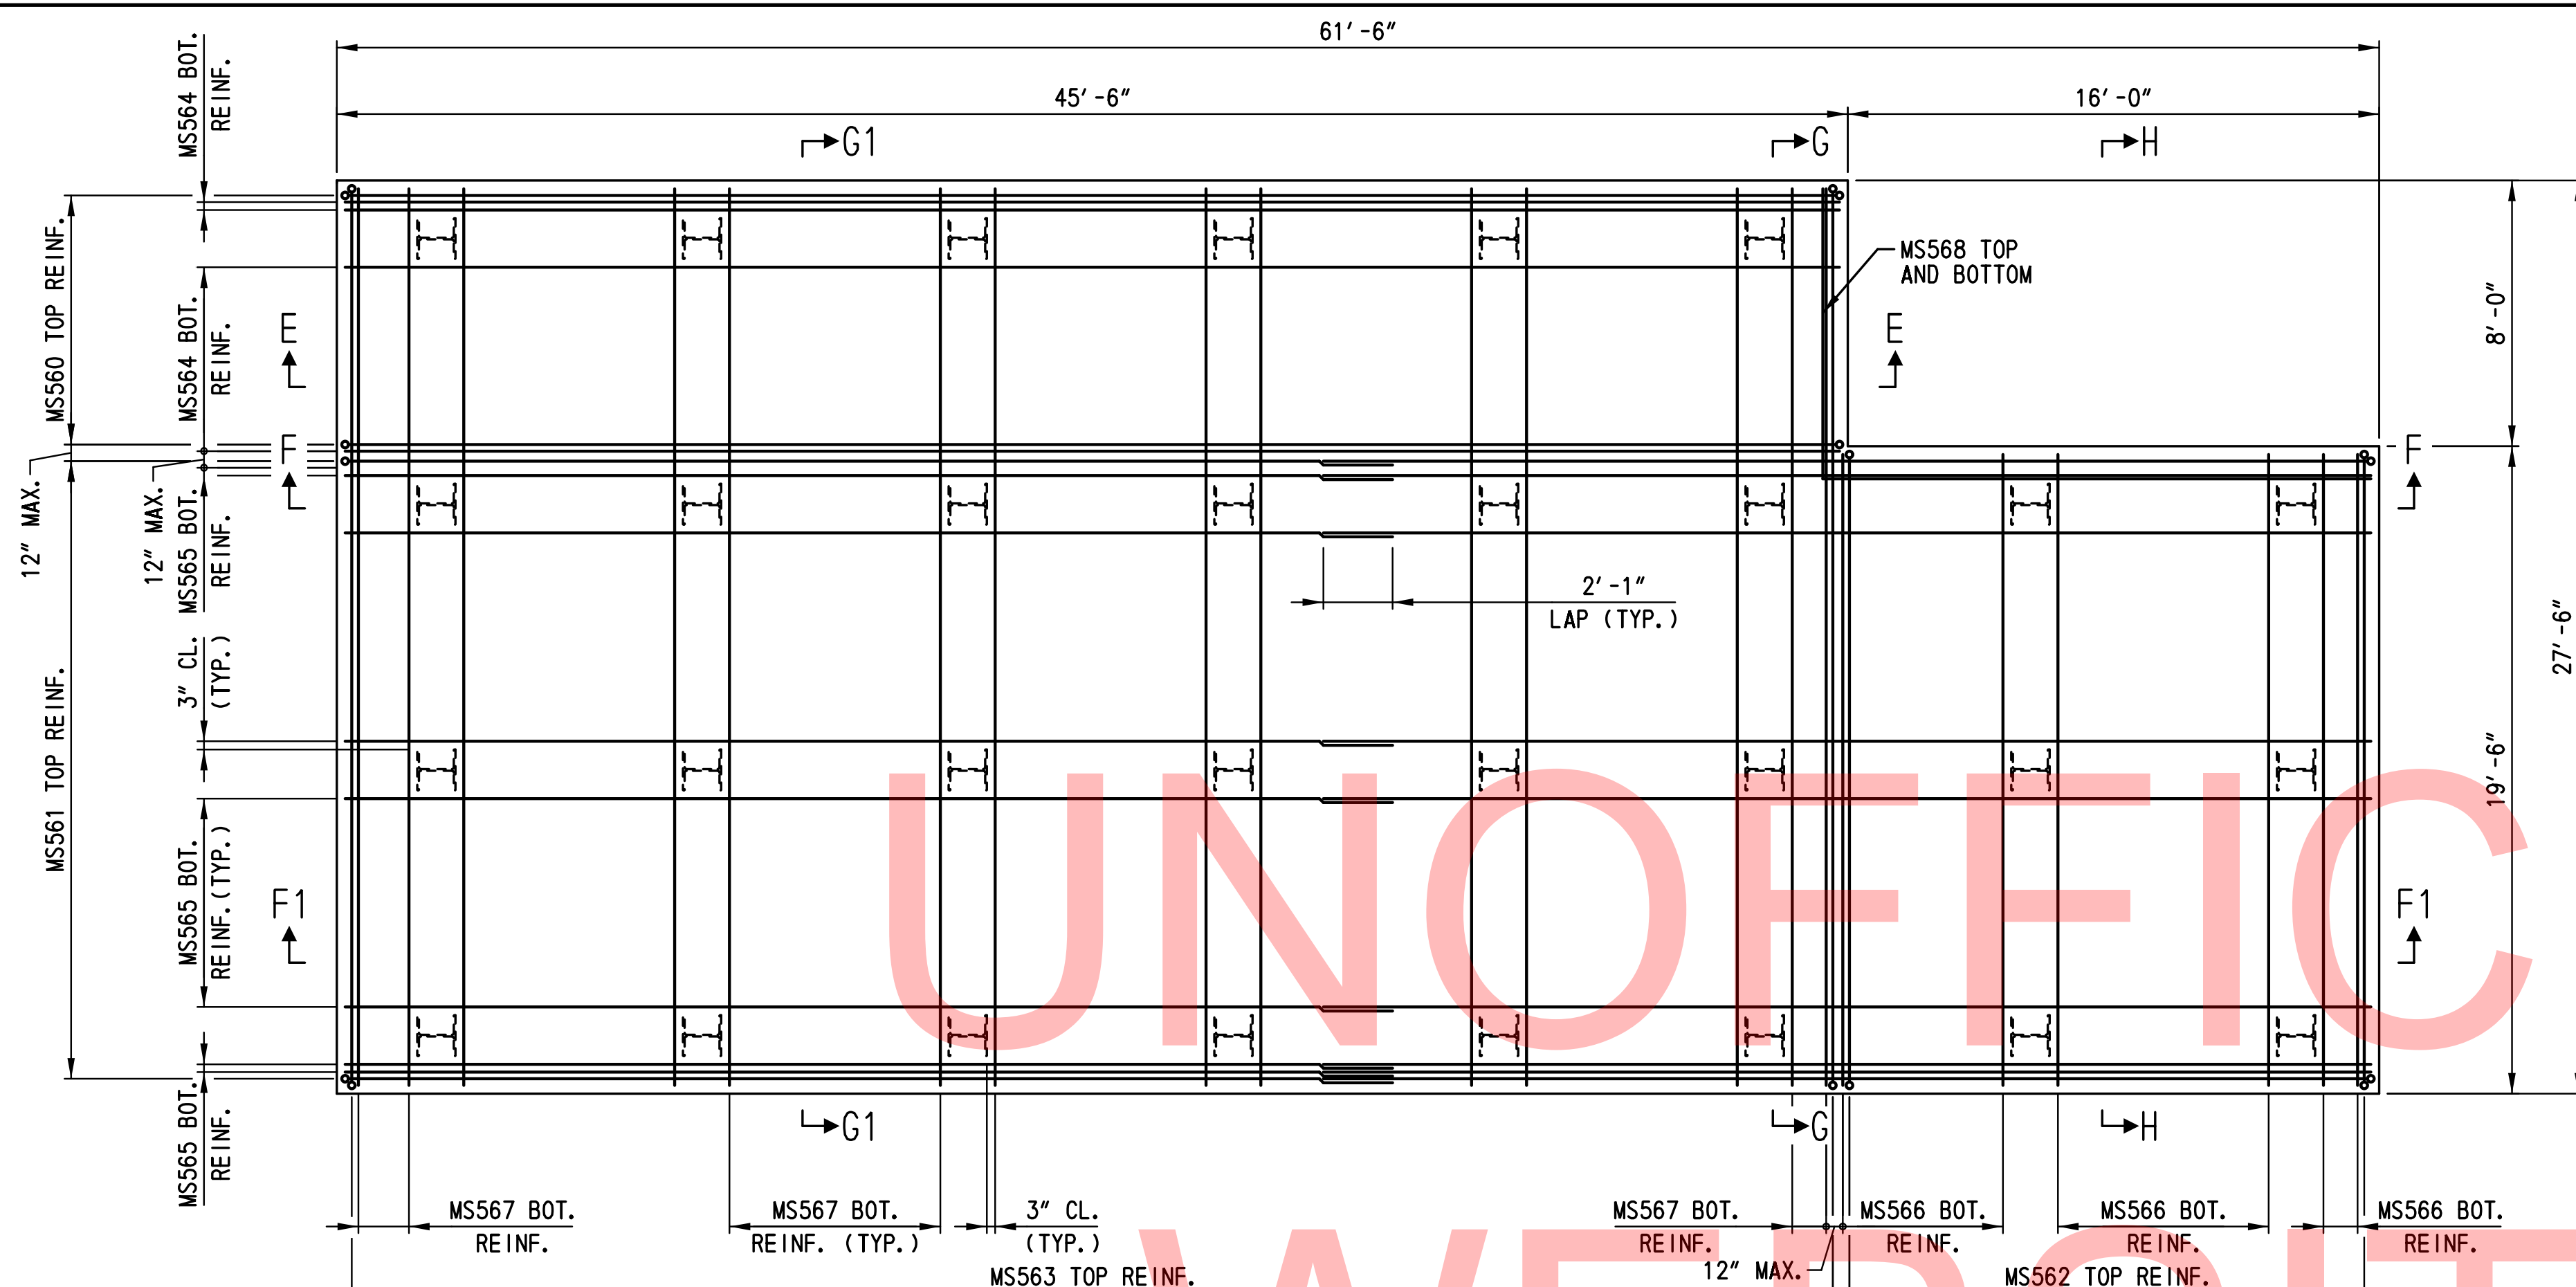 61'-6"
45'-6"
16'-0"
G1
G
H
MS564 BOT.
REINF.
MS560 TOP REINF.
MS564 BOT.
REINF.
E
MS568 TOP
AND BOTTOM
E
8'-0"
F
F
12" MAX.
12" MAX.
MS565 BOT.
REINF.
2'-1"
LAP (TYP.)
27'-6"
3" CL.
(TYP.)
MS561 TOP REINF.
19'-6"
MS565 BOT.
REINF.(TYP.)
F1
F1
UNOFFIC
MS565 BOT.
REINF.
G1
G
H
MS567 BOT.
REINF.
MS567 BOT.
REINF. (TYP.)
3" CL.
(TYP.)
MS567 BOT.
REINF.
12" MAX.
MS566 BOT.
REINF.
MS566 BOT.
REINF.
MS566 BOT.
REINF.
MS563 TOP REINF.
MS562 TOP REINF.